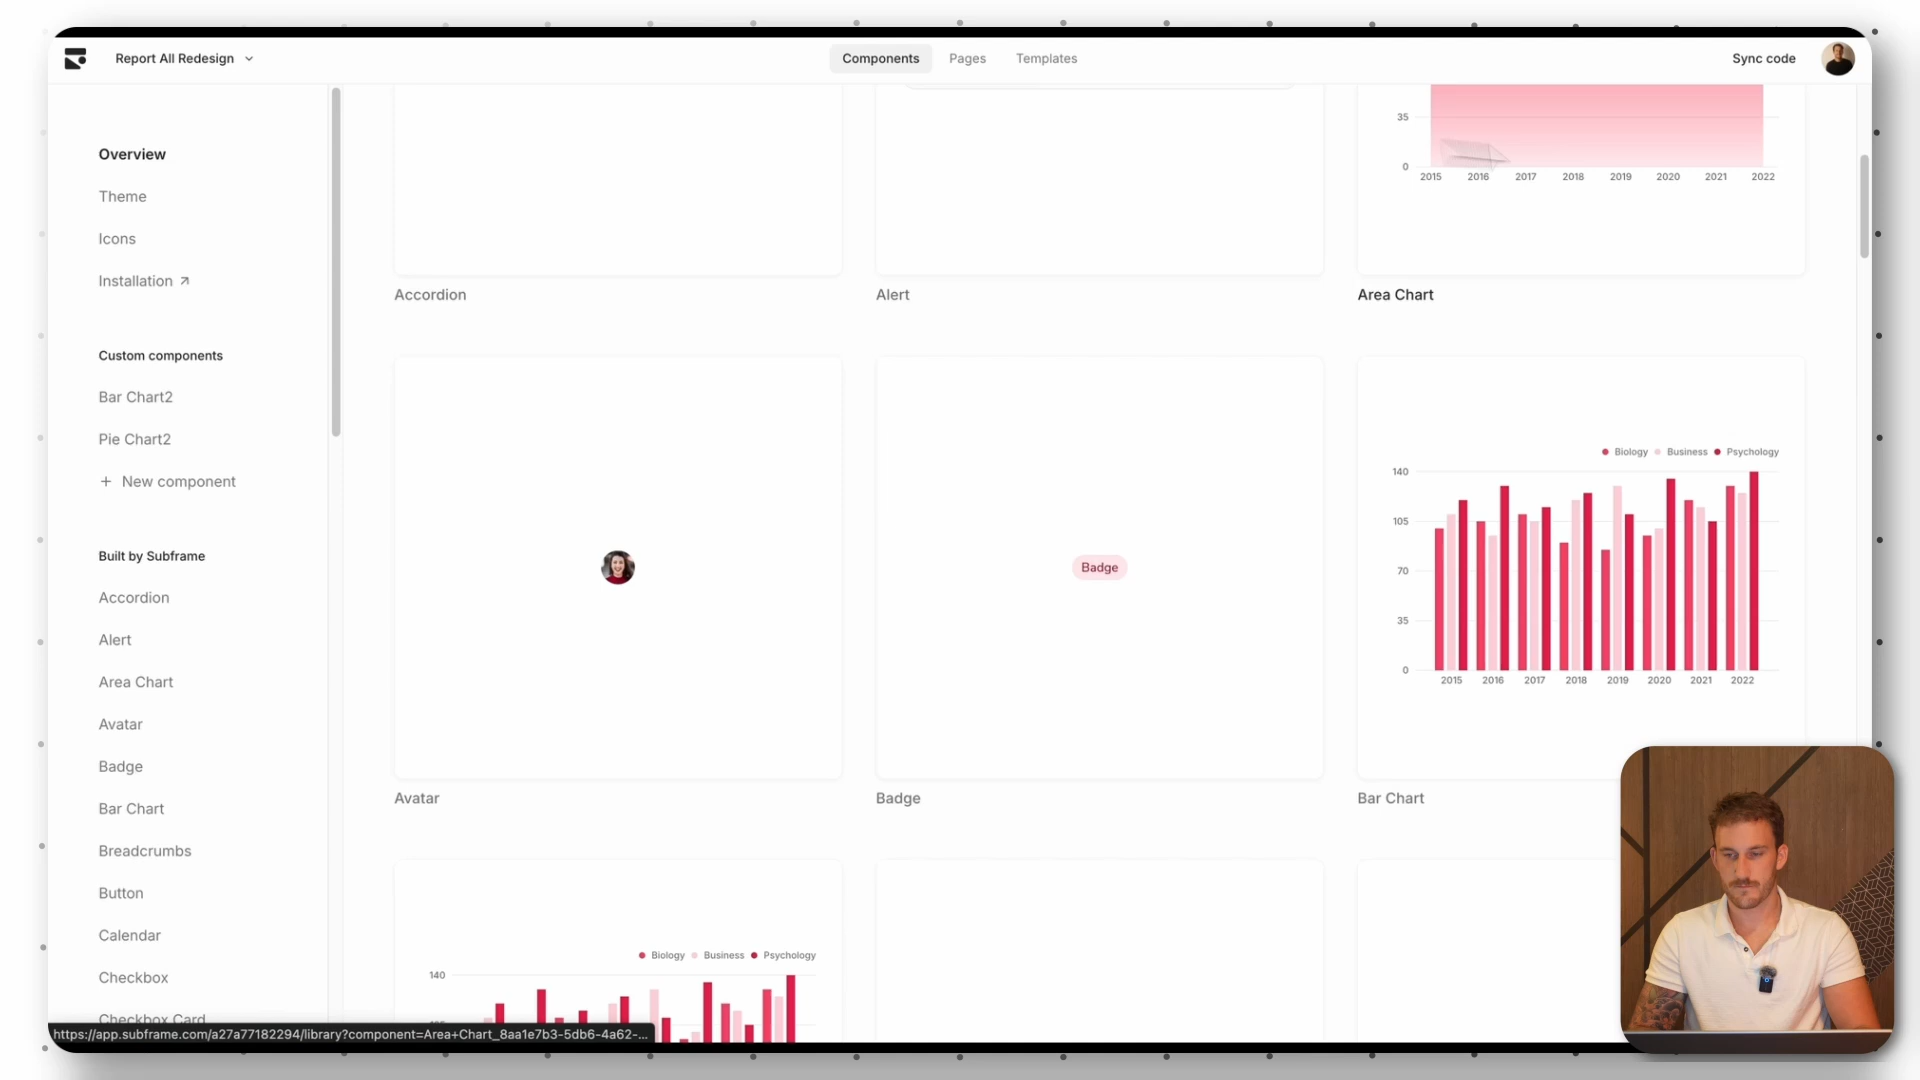 Report All Redesign
Components
Pages
Templates
Sync code
Overview
Theme
Icons
Installation
Custom components
Bar Chart2
Pie Chart2
+ New component
Built by Subframe
Accordion
Alert
Area Chart
Avatar
Badge
Bar Chart
Breadcrumbs
Button
Calendar
Checkbox
Checkbox Card
35
0
2015 2016 2017 2018 2019 2020 2021 2022
Accordion
Alert
Area Chart
Badge
Biology Business Psychology
140
105
70
35
0
2015 2016 2017 2018 2019 2020 2021 2022
Avatar
Badge
Bar Chart
Biology Business Psychology
140
https://app.subframe.com/a27a77182294/library?component=Area+Chart_8aa1e7b3-5db6-4a62-...